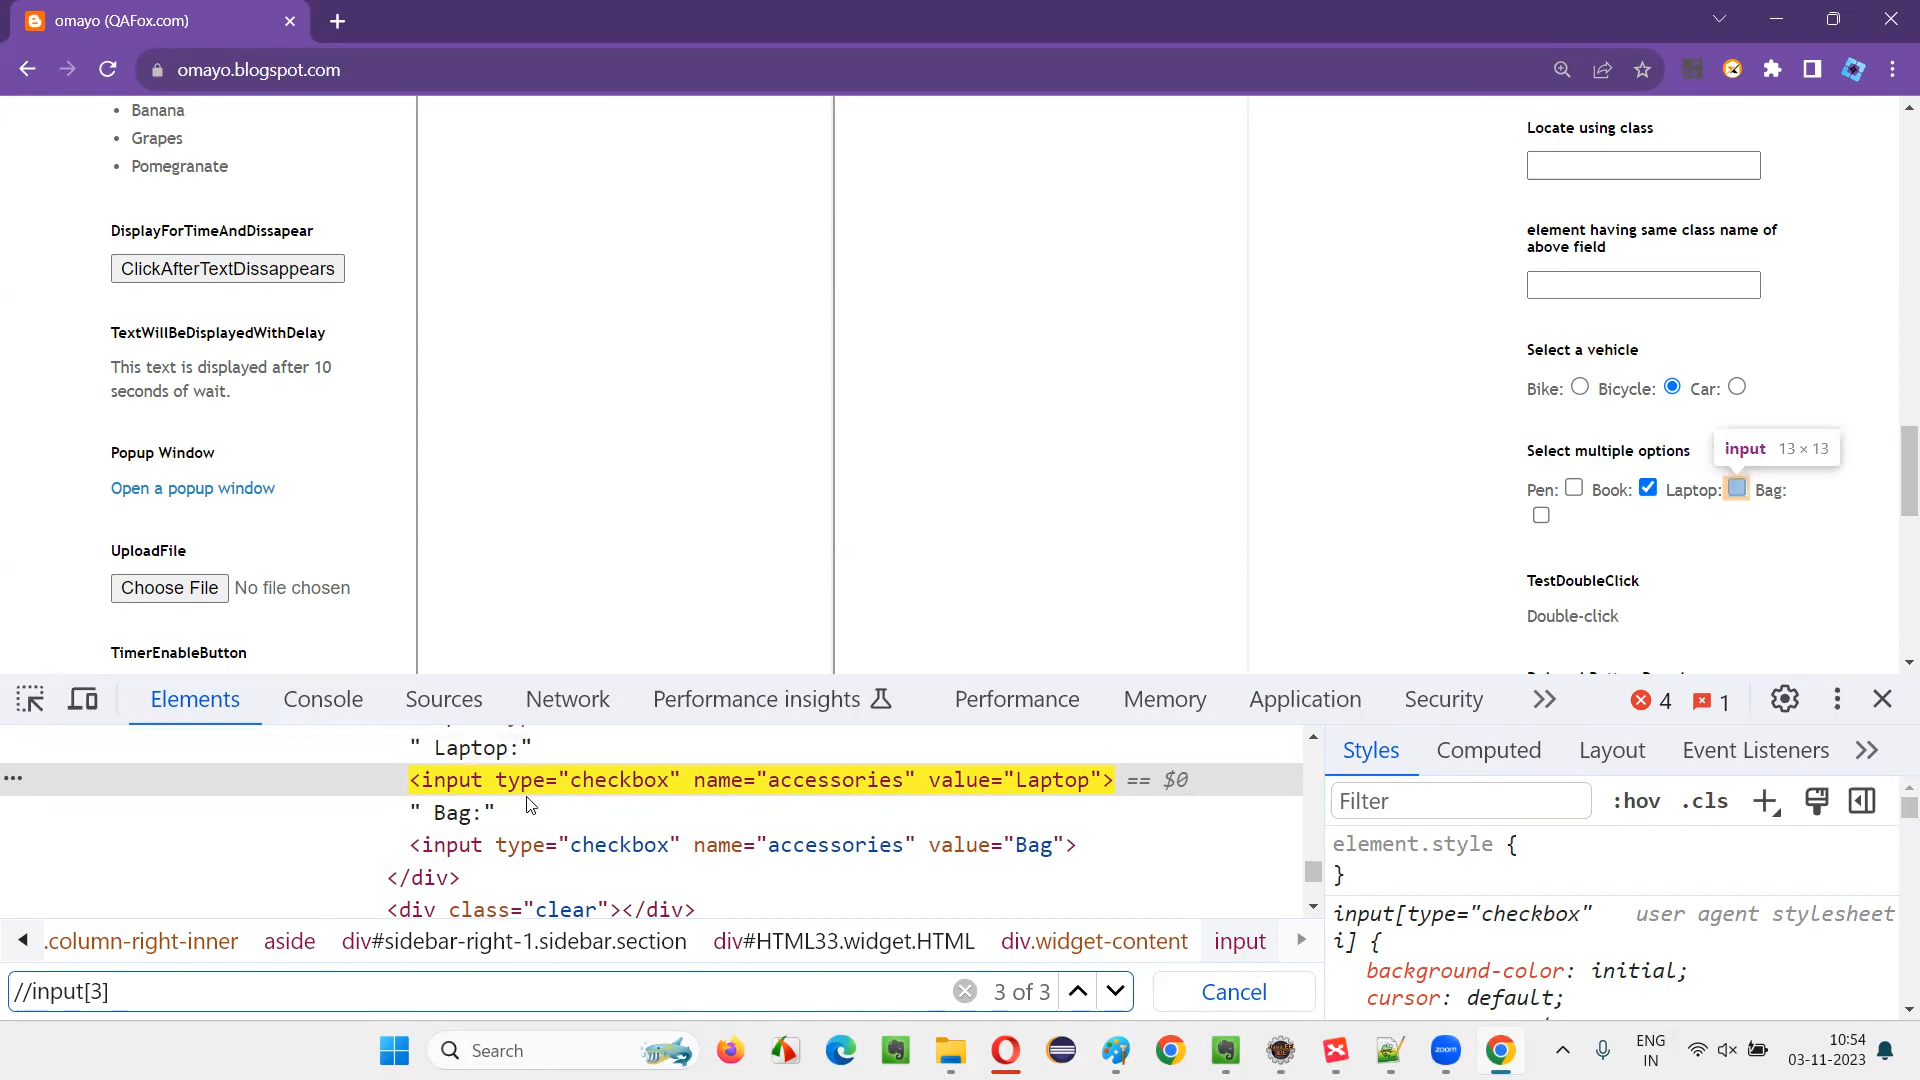 omayo (QAFox.com)
omayo.blogspot.com
Banana
Grapes
Pomegranate
DisplayForTimeAndDissapear
ClickAfterTextDissappears
TextWillBeDisplayedWithDelay
This text is displayed after 10
seconds of wait.
Popup Window
Open a popup window
UploadFile
Choose File No file chosen
TimerEnableButton
Locate using class
element having same class name of
above field
Select a vehicle
Bike: Bicycle: Car:
Select multiple options
input 13 × 13
Pen: Book: Laptop: Bag:
TestDoubleClick
Double-click
Elements Console Sources Network Performance insights Performance Memory Application Security 4 1
" Laptop:"
<input type="checkbox" name="accessories" value="Laptop"> == $0
" Bag:"
<input type="checkbox" name="accessories" value="Bag">
</div>
<div class="clear"></div>
.column-right-inner aside div#sidebar-right-1.sidebar.section div#HTML33.widget.HTML div.widget-content input
//input[3] 3 of 3 Cancel
Styles Computed Layout Event Listeners
Filter :hov .cls
element.style {
}
input[type="checkbox" user agent stylesheet
i] {
background-color: initial;
cursor: default;
Search
zoom
ENG
IN
10:54
03-11-2023